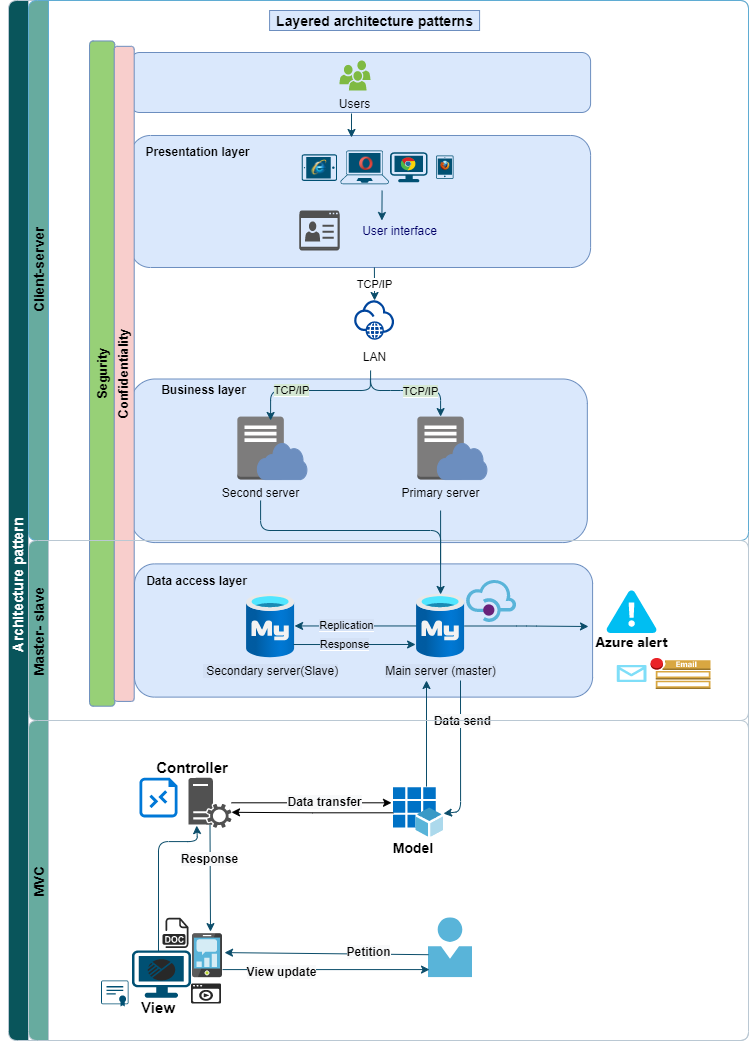 Layered architecture patterns
Architecture pattern
Client-server
Segurity
Confidentiality
Users
Presentation layer
User interface
TCP/IP
LAN
Business layer
TCP/IP
TCP/IP
Second server
Primary server
Master- slave
Data access layer
My
Replication
Response
My
Secondary server(Slave)
Main server (master)
Azure alert
Email
Data send
MVC
Controller
Data transfer
Model
Response
DOC
Petition
View update
View